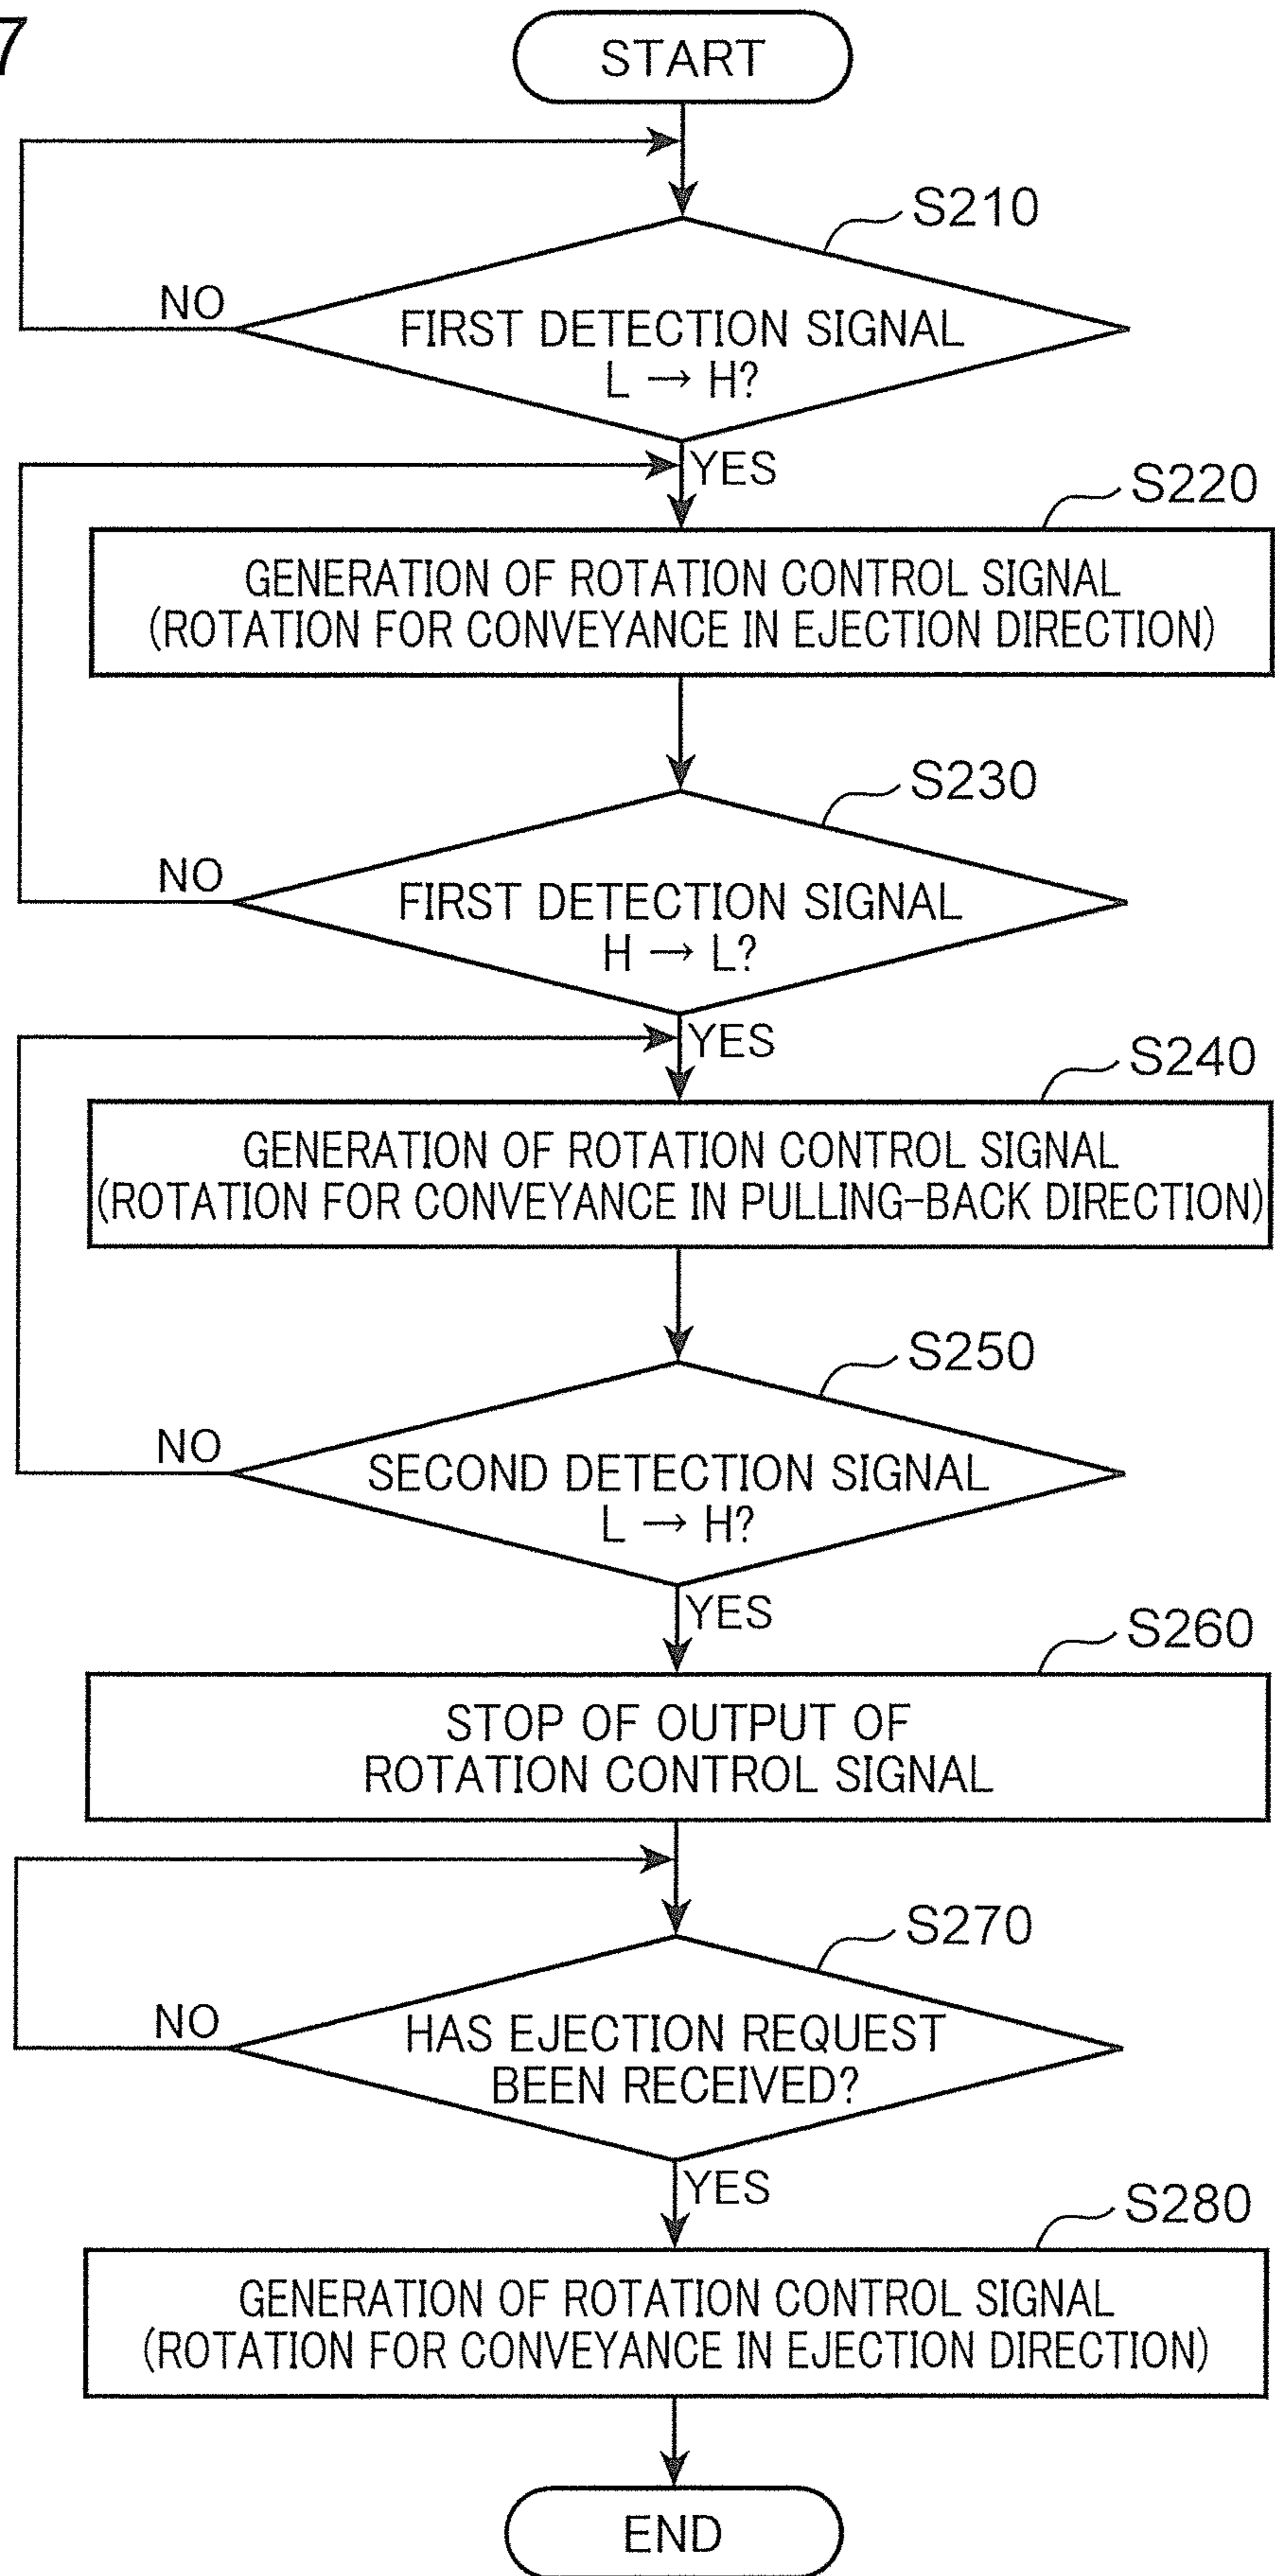 7
START
S210
NO
FIRST DETECTION SIGNAL
L → H?
YES
S220
GENERATION OF ROTATION CONTROL SIGNAL
(ROTATION FOR CONVEYANCE IN EJECTION DIRECTION)
S230
NO
FIRST DETECTION SIGNAL
H → L?
YES
S240
GENERATION OF ROTATION CONTROL SIGNAL
(ROTATION FOR CONVEYANCE IN PULLING-BACK DIRECTION)
S250
NO
SECOND DETECTION SIGNAL
L → H?
YES
S260
STOP OF OUTPUT OF
ROTATION CONTROL SIGNAL
S270
NO
HAS EJECTION REQUEST
BEEN RECEIVED?
YES
S280
GENERATION OF ROTATION CONTROL SIGNAL
(ROTATION FOR CONVEYANCE IN EJECTION DIRECTION)
END